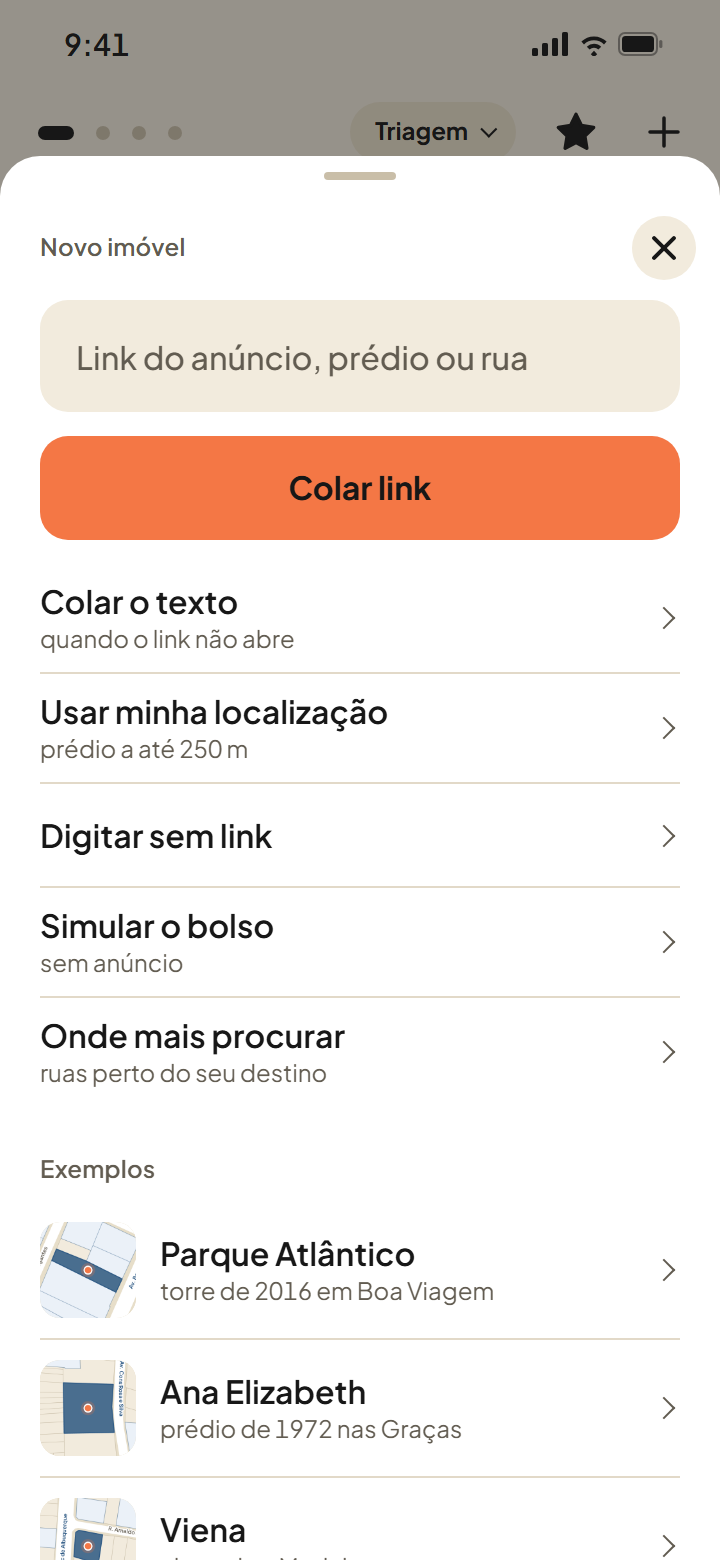 9:41
Triagem
Novo imóvel
Link do anúncio, prédio ou rua
Colar link
Colar o texto
quando o link não abre
Usar minha localização
prédio a até 250 m
Digitar sem link
Simular o bolso
sem anúncio
Onde mais procurar
ruas perto do seu destino
Exemplos
Parque Atlântico
torre de 2016 em Boa Viagem
Ana Elizabeth
prédio de 1972 nas Graças
Viena